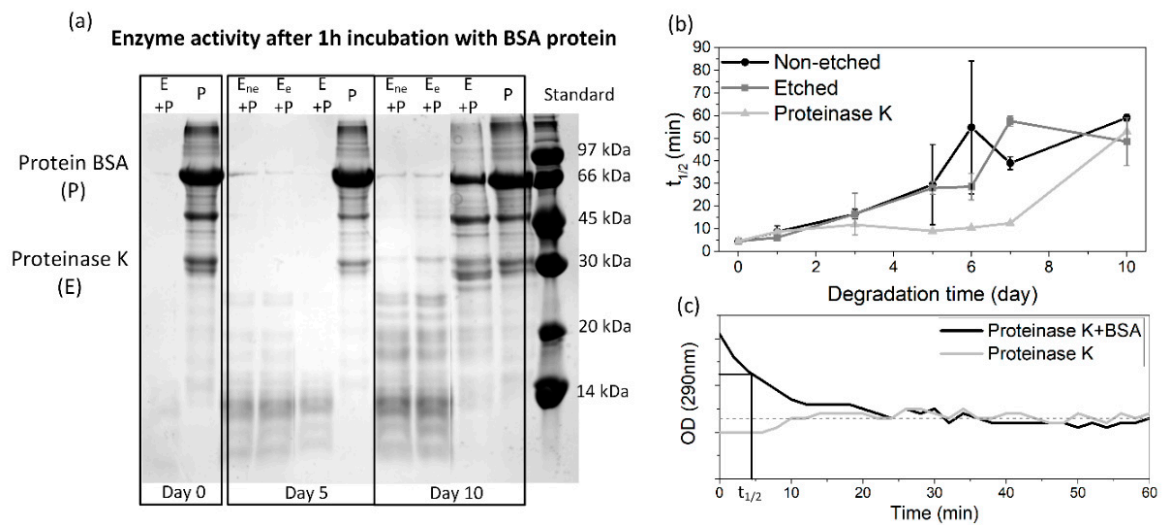 (a)
Enzyme activity after 1h incubation with BSA protein
E Ene Ee E Ene Ee E
+P P +P +P +P P +P +P +P P Standard
Protein BSA
(P)
Proteinase K
(E)
97 kDa
66 kDa
45 kDa
30 kDa
20 kDa
14 kDa
Day 0 Day 5 Day 10
(b)
Non-etched
Etched
Proteinase K
t1/2 (min)
90
80
70
60
50
40
30
20
10
0
0 2 4 6 8 10
Degradation time (day)
(c)
Proteinase K+BSA
Proteinase K
OD (290nm)
0 t1/2 10 20 30 40 50 60
Time (min)